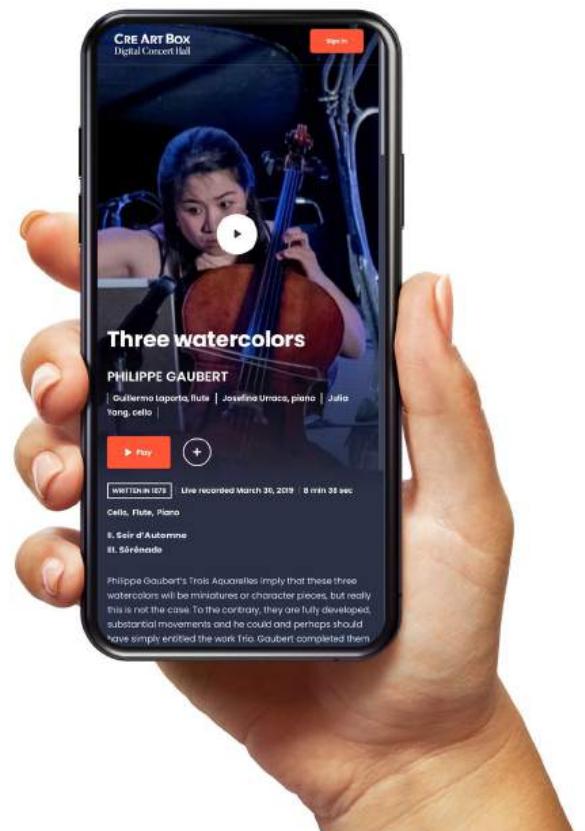 CRE ART BOX
Digital Concert Hall
Sign In
Three watercolors
PHILIPPE GAUBERT
| Guillermo Laporta, flute | Josefina Urraca, piano | Julia
Yang, cello |
Play
WRITTEN IN 1879 | Live recorded March 30, 2019 | 8 min 38 sec
Cello, Flute, Piano
II. Soir d'Automne
III. Sérénade
Philippe Gaubert's Trois Aquarelles imply that these three
watercolors will be miniatures or character pieces, but really
this is not the case. To the contrary, they are fully developed,
substantial movements and he could and perhaps should
have simply entitled the work Trio. Gaubert completed them